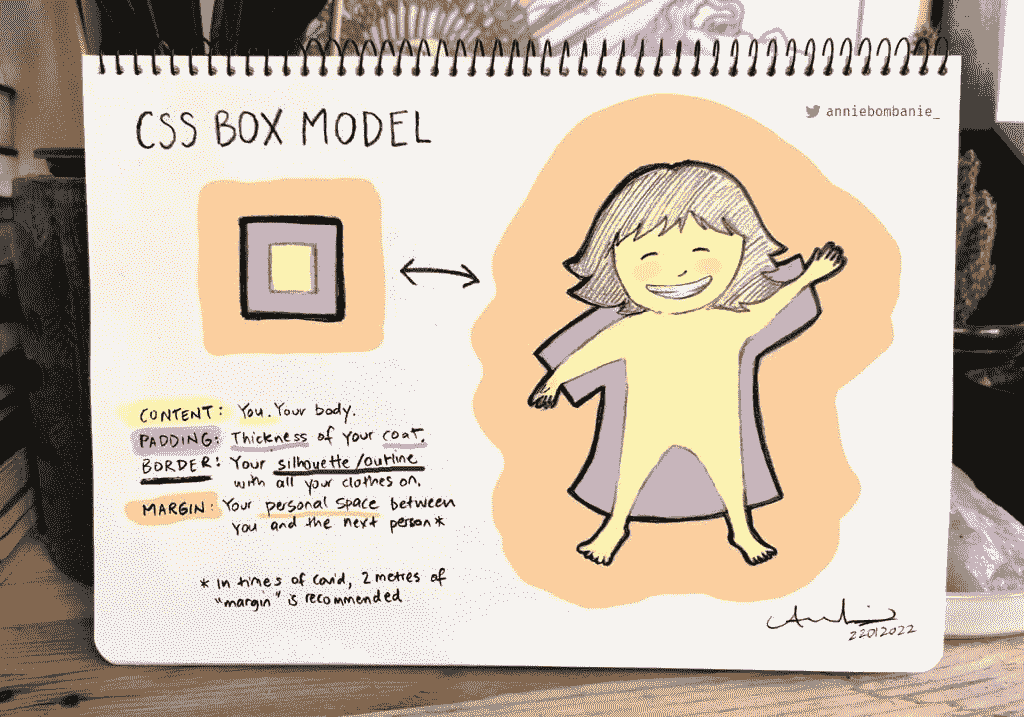 CSS BOX MODEL
anniebombanie_
CONTENT: You. Your body.
PADDING: Thickness of your coat.
BORDER: Your silhouette/outline
with all your clothes on.
MARGIN: Your personal space between
you and the next person*
* In times of covid, 2 metres of
"margin" is recommended
22012022